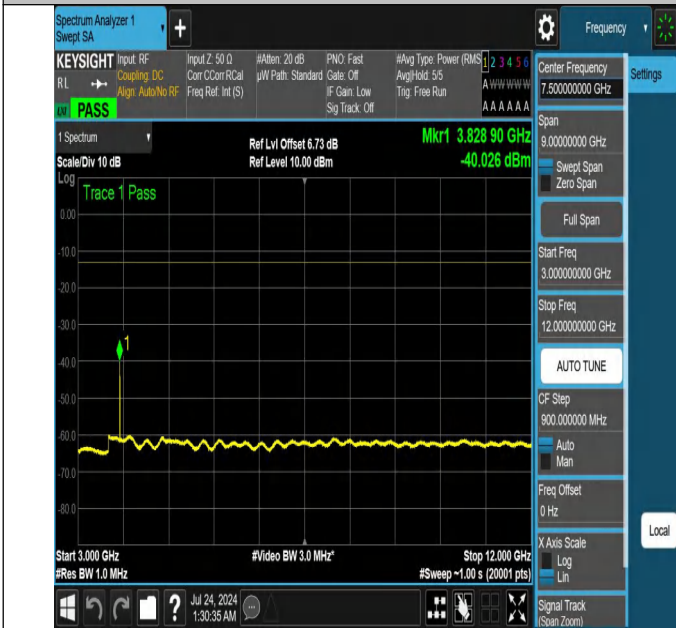 Spectrum Analyzer 1
Swept SA
+
Frequency
KEYSIGHT
RL
Input: RF
Coupling: DC
Align: Auto/No RF
Input Z: 50 Ω
Corr CCorr RCal
Freq Ref: Int (S)
#Atten: 20 dB
µW Path: Standard
PNO: Fast
Gate: Off
IF Gain: Low
Sig Track: Off
#Avg Type: Power (RMS
Avg|Hold: 5/5
Trig: Free Run
1 2 3 4 5 6
A W W W W W
A A A A A A
PASS
1 Spectrum
Scale/Div 10 dB
Ref Lvl Offset 6.73 dB
Ref Level 10.00 dBm
Mkr1 3.828 90 GHz
-40.026 dBm
Log
Trace 1 Pass
0.00
-10.0
-20.0
-30.0
1
-40.0
-50.0
-60.0
-70.0
-80.0
Start 3.000 GHz
#Res BW 1.0 MHz
#Video BW 3.0 MHz*
Stop 12.000 GHz
#Sweep ~1.00 s (20001 pts)
Jul 24, 2024
1:30:35 AM
?
Center Frequency
7.500000000 GHz
Settings
Span
9.00000000 GHz
Swept Span
Zero Span
Full Span
Start Freq
3.000000000 GHz
Stop Freq
12.000000000 GHz
AUTO TUNE
CF Step
900.000000 MHz
Auto
Man
Freq Offset
0 Hz
Local
X Axis Scale
Log
Lin
Signal Track
(Span Zoom)